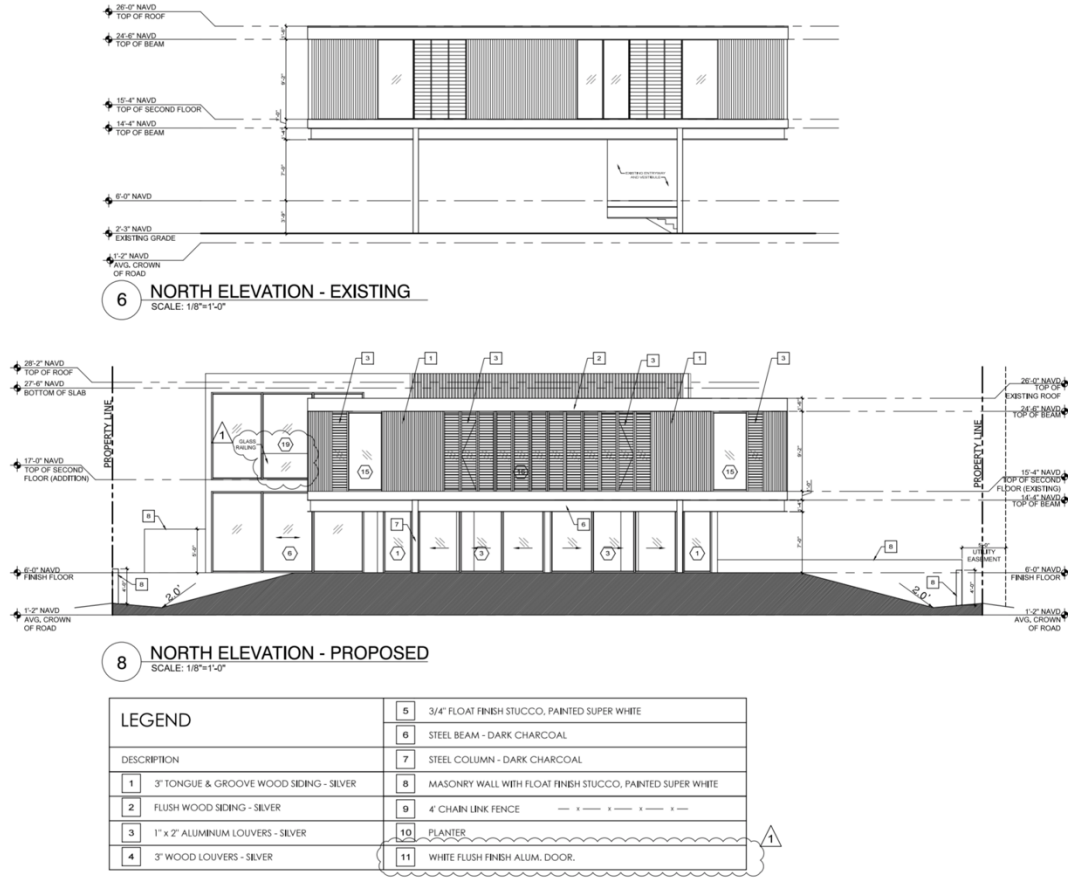 26'-0" NAVD
TOP OF ROOF
24'-6" NAVD
TOP OF BEAM
15'-4" NAVD
TOP OF SECOND FLOOR
14'-4" NAVD
TOP OF BEAM
6'-0" NAVD
2'-3" NAVD
EXISTING GRADE
1'-2" NAVD
AVG. CROWN
OF ROAD
9'-2"
7'-0"
6 NORTH ELEVATION - EXISTING
SCALE: 1/8"=1'-0"
28'-2" NAVD
TOP OF ROOF
27'-6" NAVD
BOTTOM OF SLAB
PROPERTY LINE
17'-0" NAVD
TOP OF SECOND
FLOOR (ADDITION)
6'-0" NAVD
FINISH FLOOR
1'-2" NAVD
AVG. CROWN
OF ROAD
3 1 3 2 3 1 3
1
GLASS
RAILING
19
15
15
8
7
6
8
6 1 3 3 1
8
8
4'-0"
2.0'
2.0'
9'-2"
7'-0"
26'-0" NAVD
TOP OF
EXISTING ROOF
24'-6" NAVD
TOP OF BEAM
PROPERTY LINE
15'-4" NAVD
TOP OF SECOND
FLOOR (EXISTING)
14'-4" NAVD
TOP OF BEAM
UTILITY
EASEMENT
6'-0" NAVD
FINISH FLOOR
1'-2" NAVD
AVG. CROWN
OF ROAD
8 NORTH ELEVATION - PROPOSED
SCALE: 1/8"=1'-0"
LEGEND
DESCRIPTION
1 3" TONGUE & GROOVE WOOD SIDING - SILVER
2 FLUSH WOOD SIDING - SILVER
3 1" x 2" ALUMINUM LOUVERS - SILVER
4 3" WOOD LOUVERS - SILVER
5 3/4" FLOAT FINISH STUCCO, PAINTED SUPER WHITE
6 STEEL BEAM - DARK CHARCOAL
7 STEEL COLUMN - DARK CHARCOAL
8 MASONRY WALL WITH FLOAT FINISH STUCCO, PAINTED SUPER WHITE
9 4' CHAIN LINK FENCE x x x x
10 PLANTER
11 WHITE FLUSH FINISH ALUM. DOOR.
1